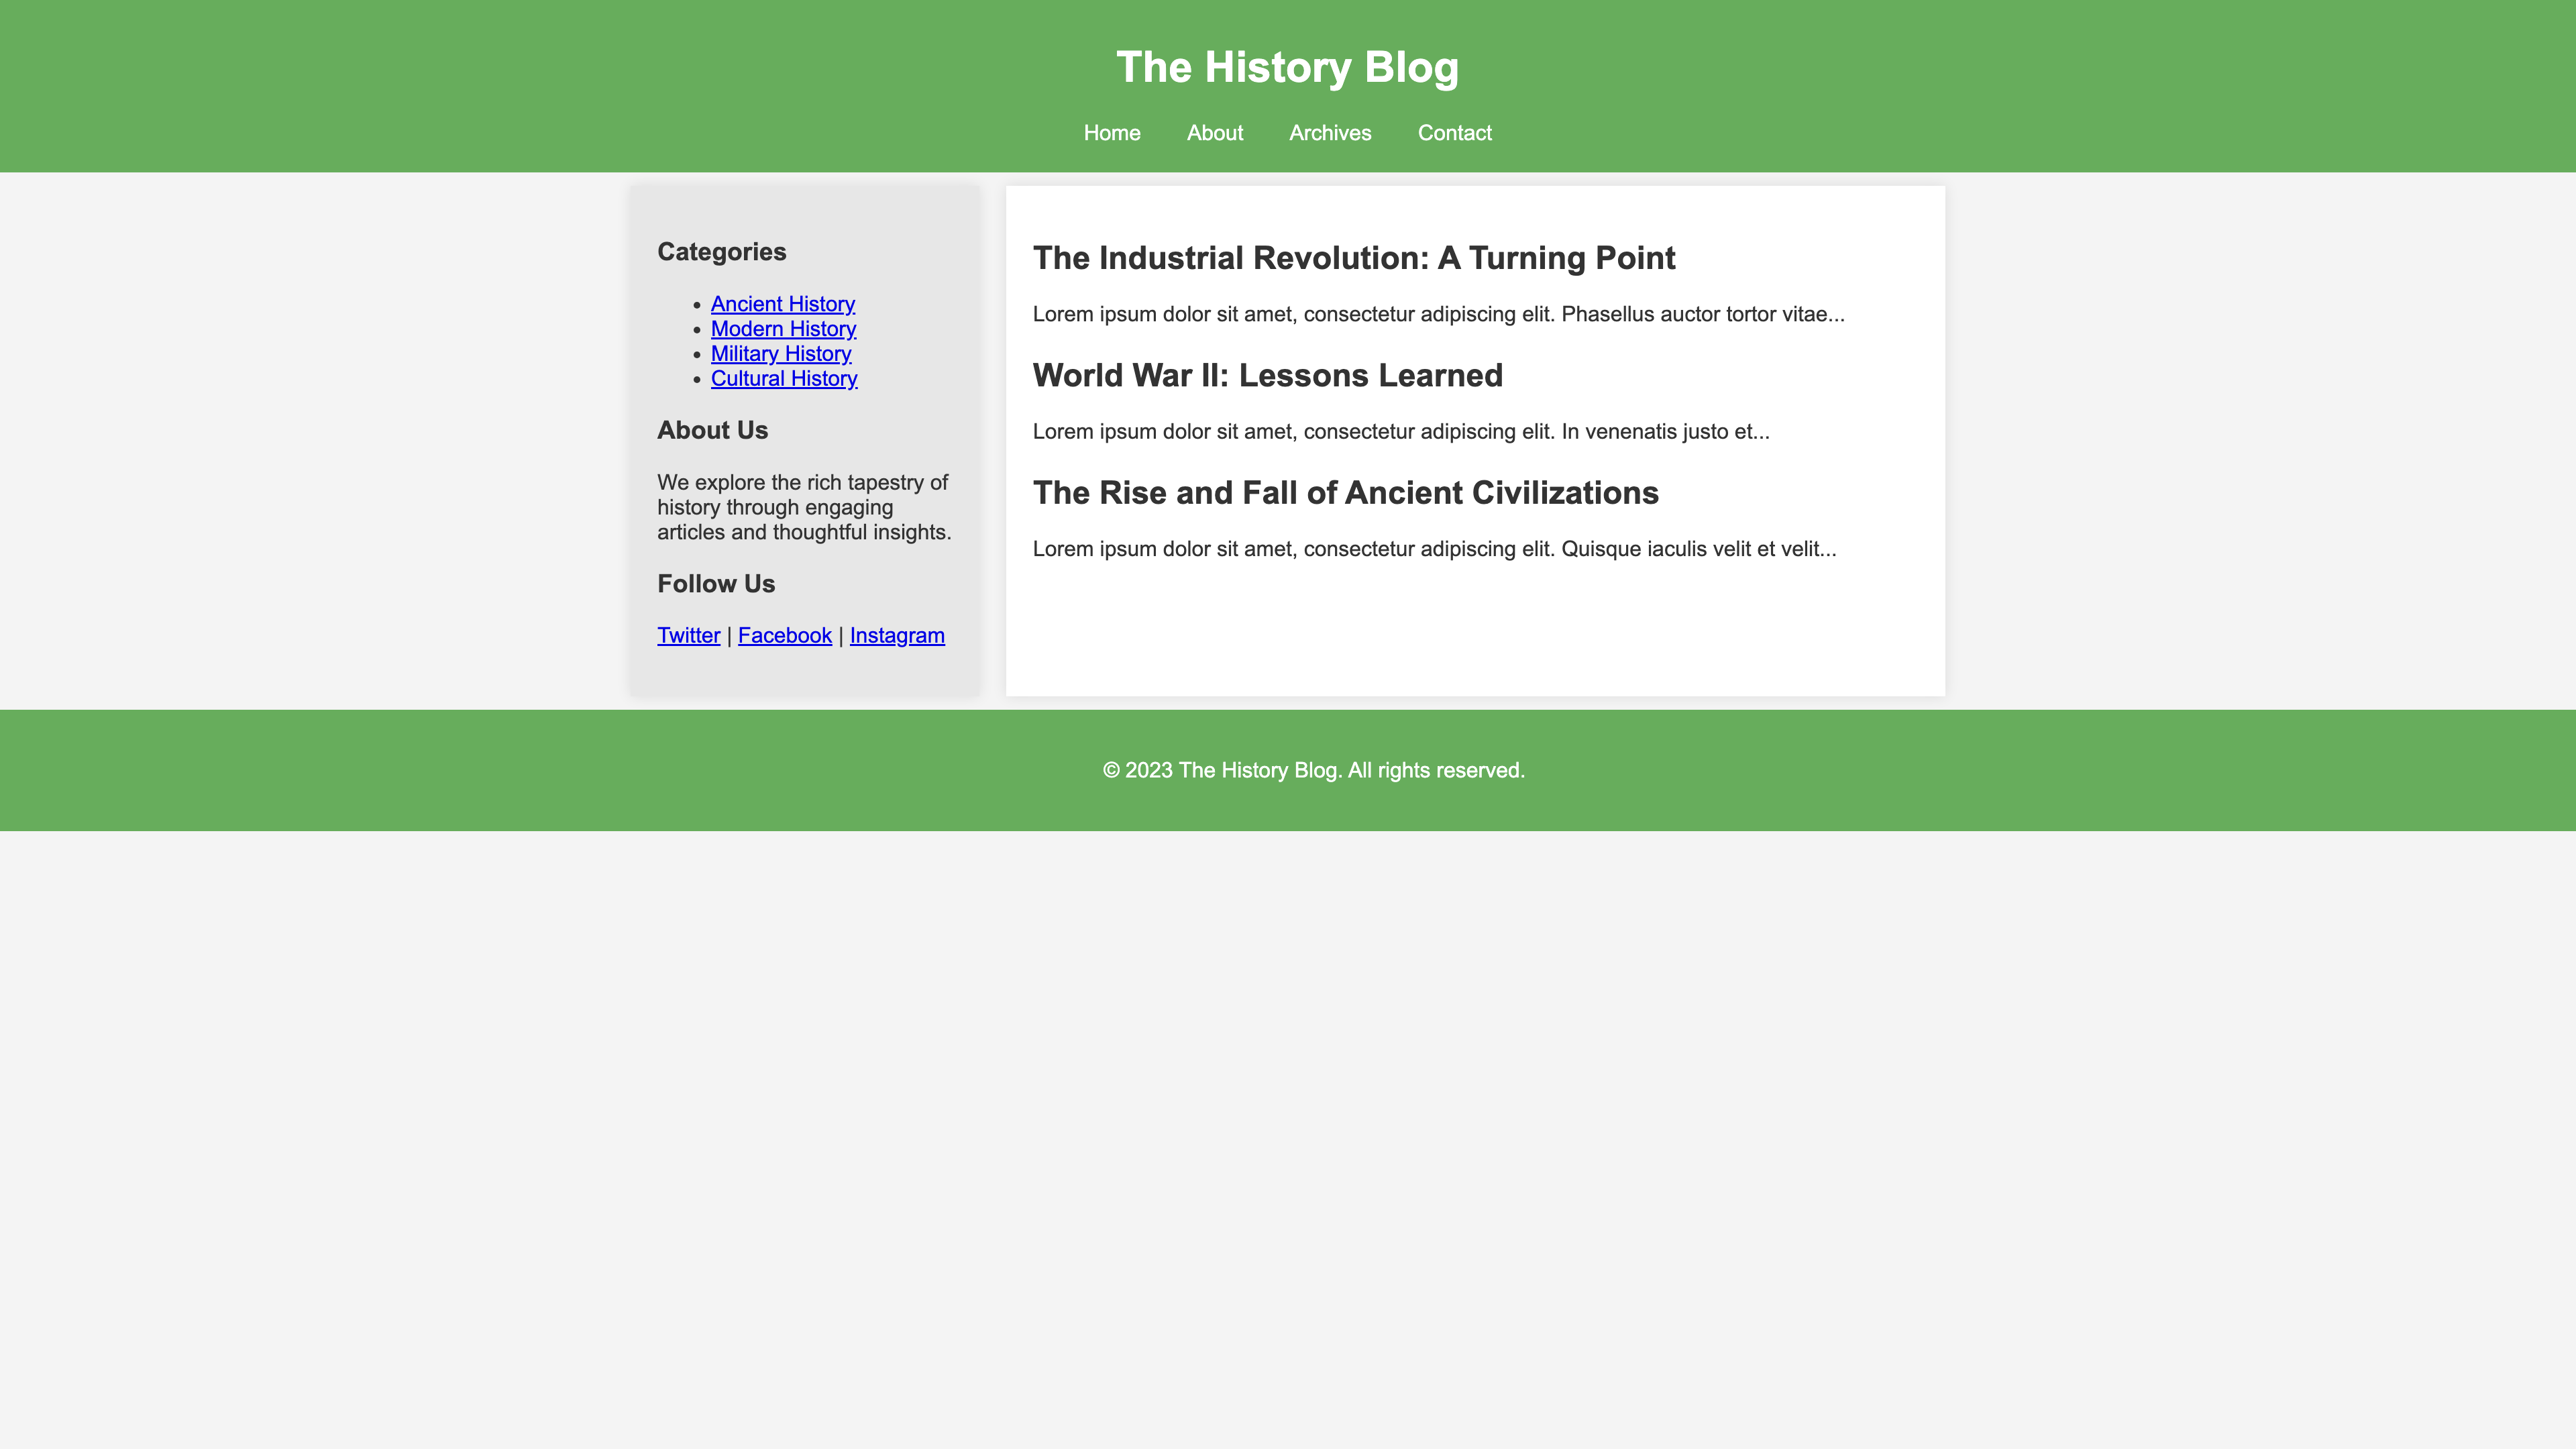 The History Blog
Home About Archives Contact
Categories
Ancient History
Modern History
Military History
Cultural History
About Us
We explore the rich tapestry of
history through engaging
articles and thoughtful insights.
Follow Us
Twitter | Facebook | Instagram
The Industrial Revolution: A Turning Point
Lorem ipsum dolor sit amet, consectetur adipiscing elit. Phasellus auctor tortor vitae...
World War II: Lessons Learned
Lorem ipsum dolor sit amet, consectetur adipiscing elit. In venenatis justo et...
The Rise and Fall of Ancient Civilizations
Lorem ipsum dolor sit amet, consectetur adipiscing elit. Quisque iaculis velit et velit...
© 2023 The History Blog. All rights reserved.